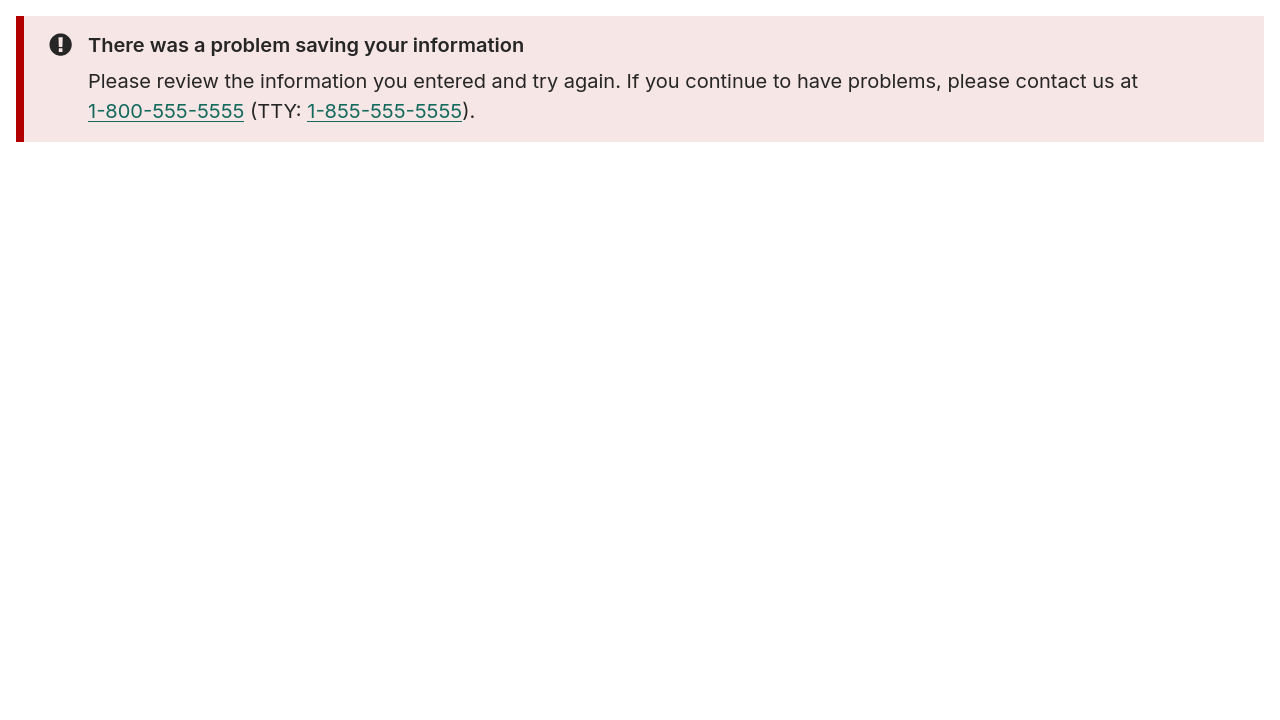 There was a problem saving your information
Please review the information you entered and try again. If you continue to have problems, please contact us at
1-800-555-5555 (TTY: 1-855-555-5555).